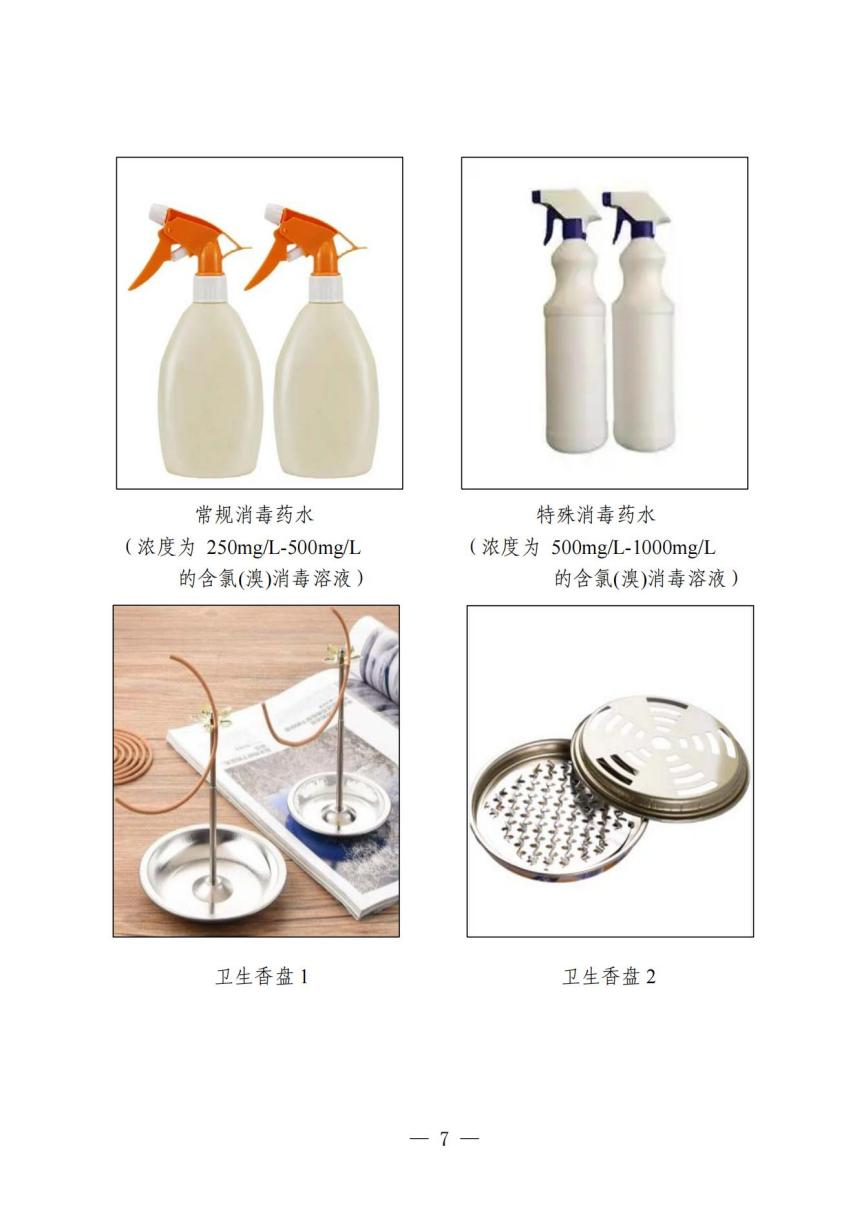 常规消毒药水
（浓度为 250mg/L-500mg/L
的含氯(溴)消毒溶液）
特殊消毒药水
（浓度为 500mg/L-1000mg/L
的含氯(溴)消毒溶液）
卫生香盘 1
卫生香盘 2
— 7 —